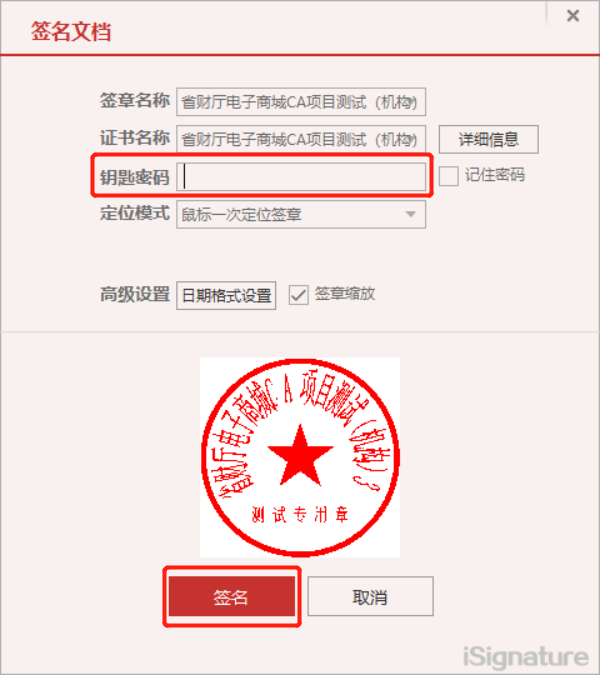 签名文档
签章名称 省财厅电子商城CA项目测试（机构）
证书名称 省财厅电子商城CA项目测试（机构） 详细信息
钥匙密码 记住密码
定位模式 鼠标一次定位签章
高级设置 日期格式设置 签章缩放
省财厅电子商城CA项目测试（机构）3
测试专用章
签名 取消
iSignature